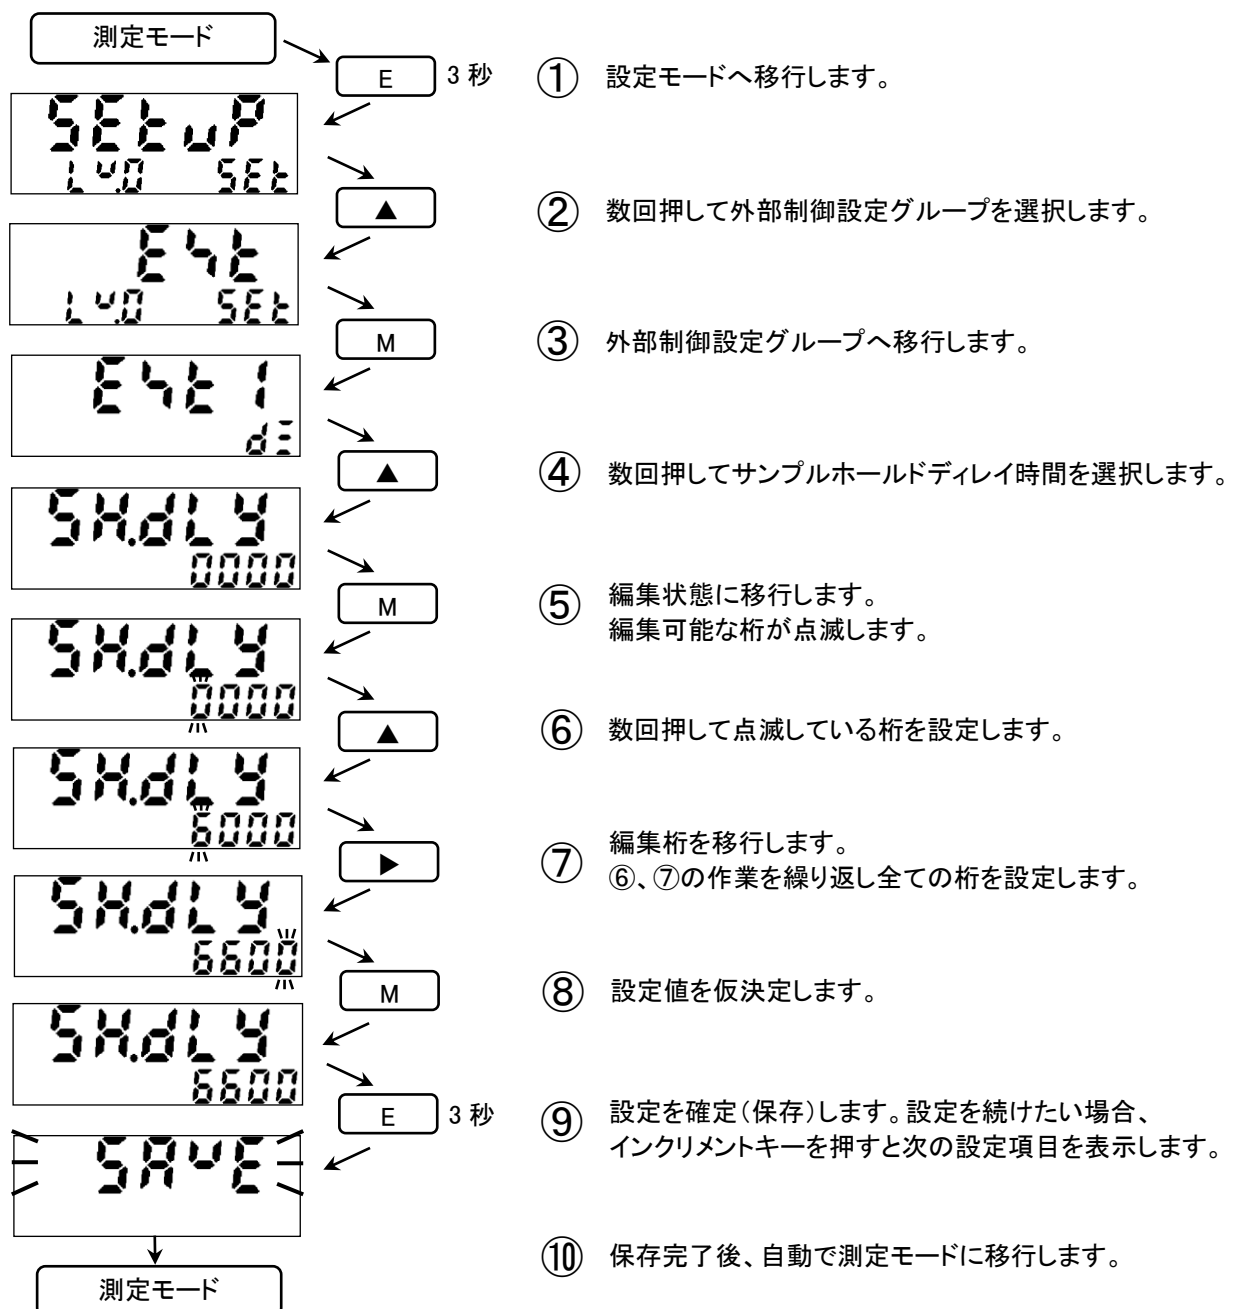 測定モード
E 3 秒 ① 設定モードへ移行します。
SEtuP
Lv.0 SEt
▲ ② 数回押して外部制御設定グループを選択します。
E4t
Lv.0 SEt
M ③ 外部制御設定グループへ移行します。
E4t1
dΞ
▲ ④ 数回押してサンプルホールドディレイ時間を選択します。
SH.dLY
0000
M ⑤ 編集状態に移行します。
編集可能な桁が点滅します。
SH.dLY
0000
▲ ⑥ 数回押して点滅している桁を設定します。
SH.dLY
6000
▶ ⑦ 編集桁を移行します。
⑥、⑦の作業を繰り返し全ての桁を設定します。
SH.dLY
6600
M ⑧ 設定値を仮決定します。
SH.dLY
6600
E 3 秒 ⑨ 設定を確定(保存)します。設定を続けたい場合、
インクリメントキーを押すと次の設定項目を表示します。
SAvE
⑩ 保存完了後、自動で測定モードに移行します。
測定モード